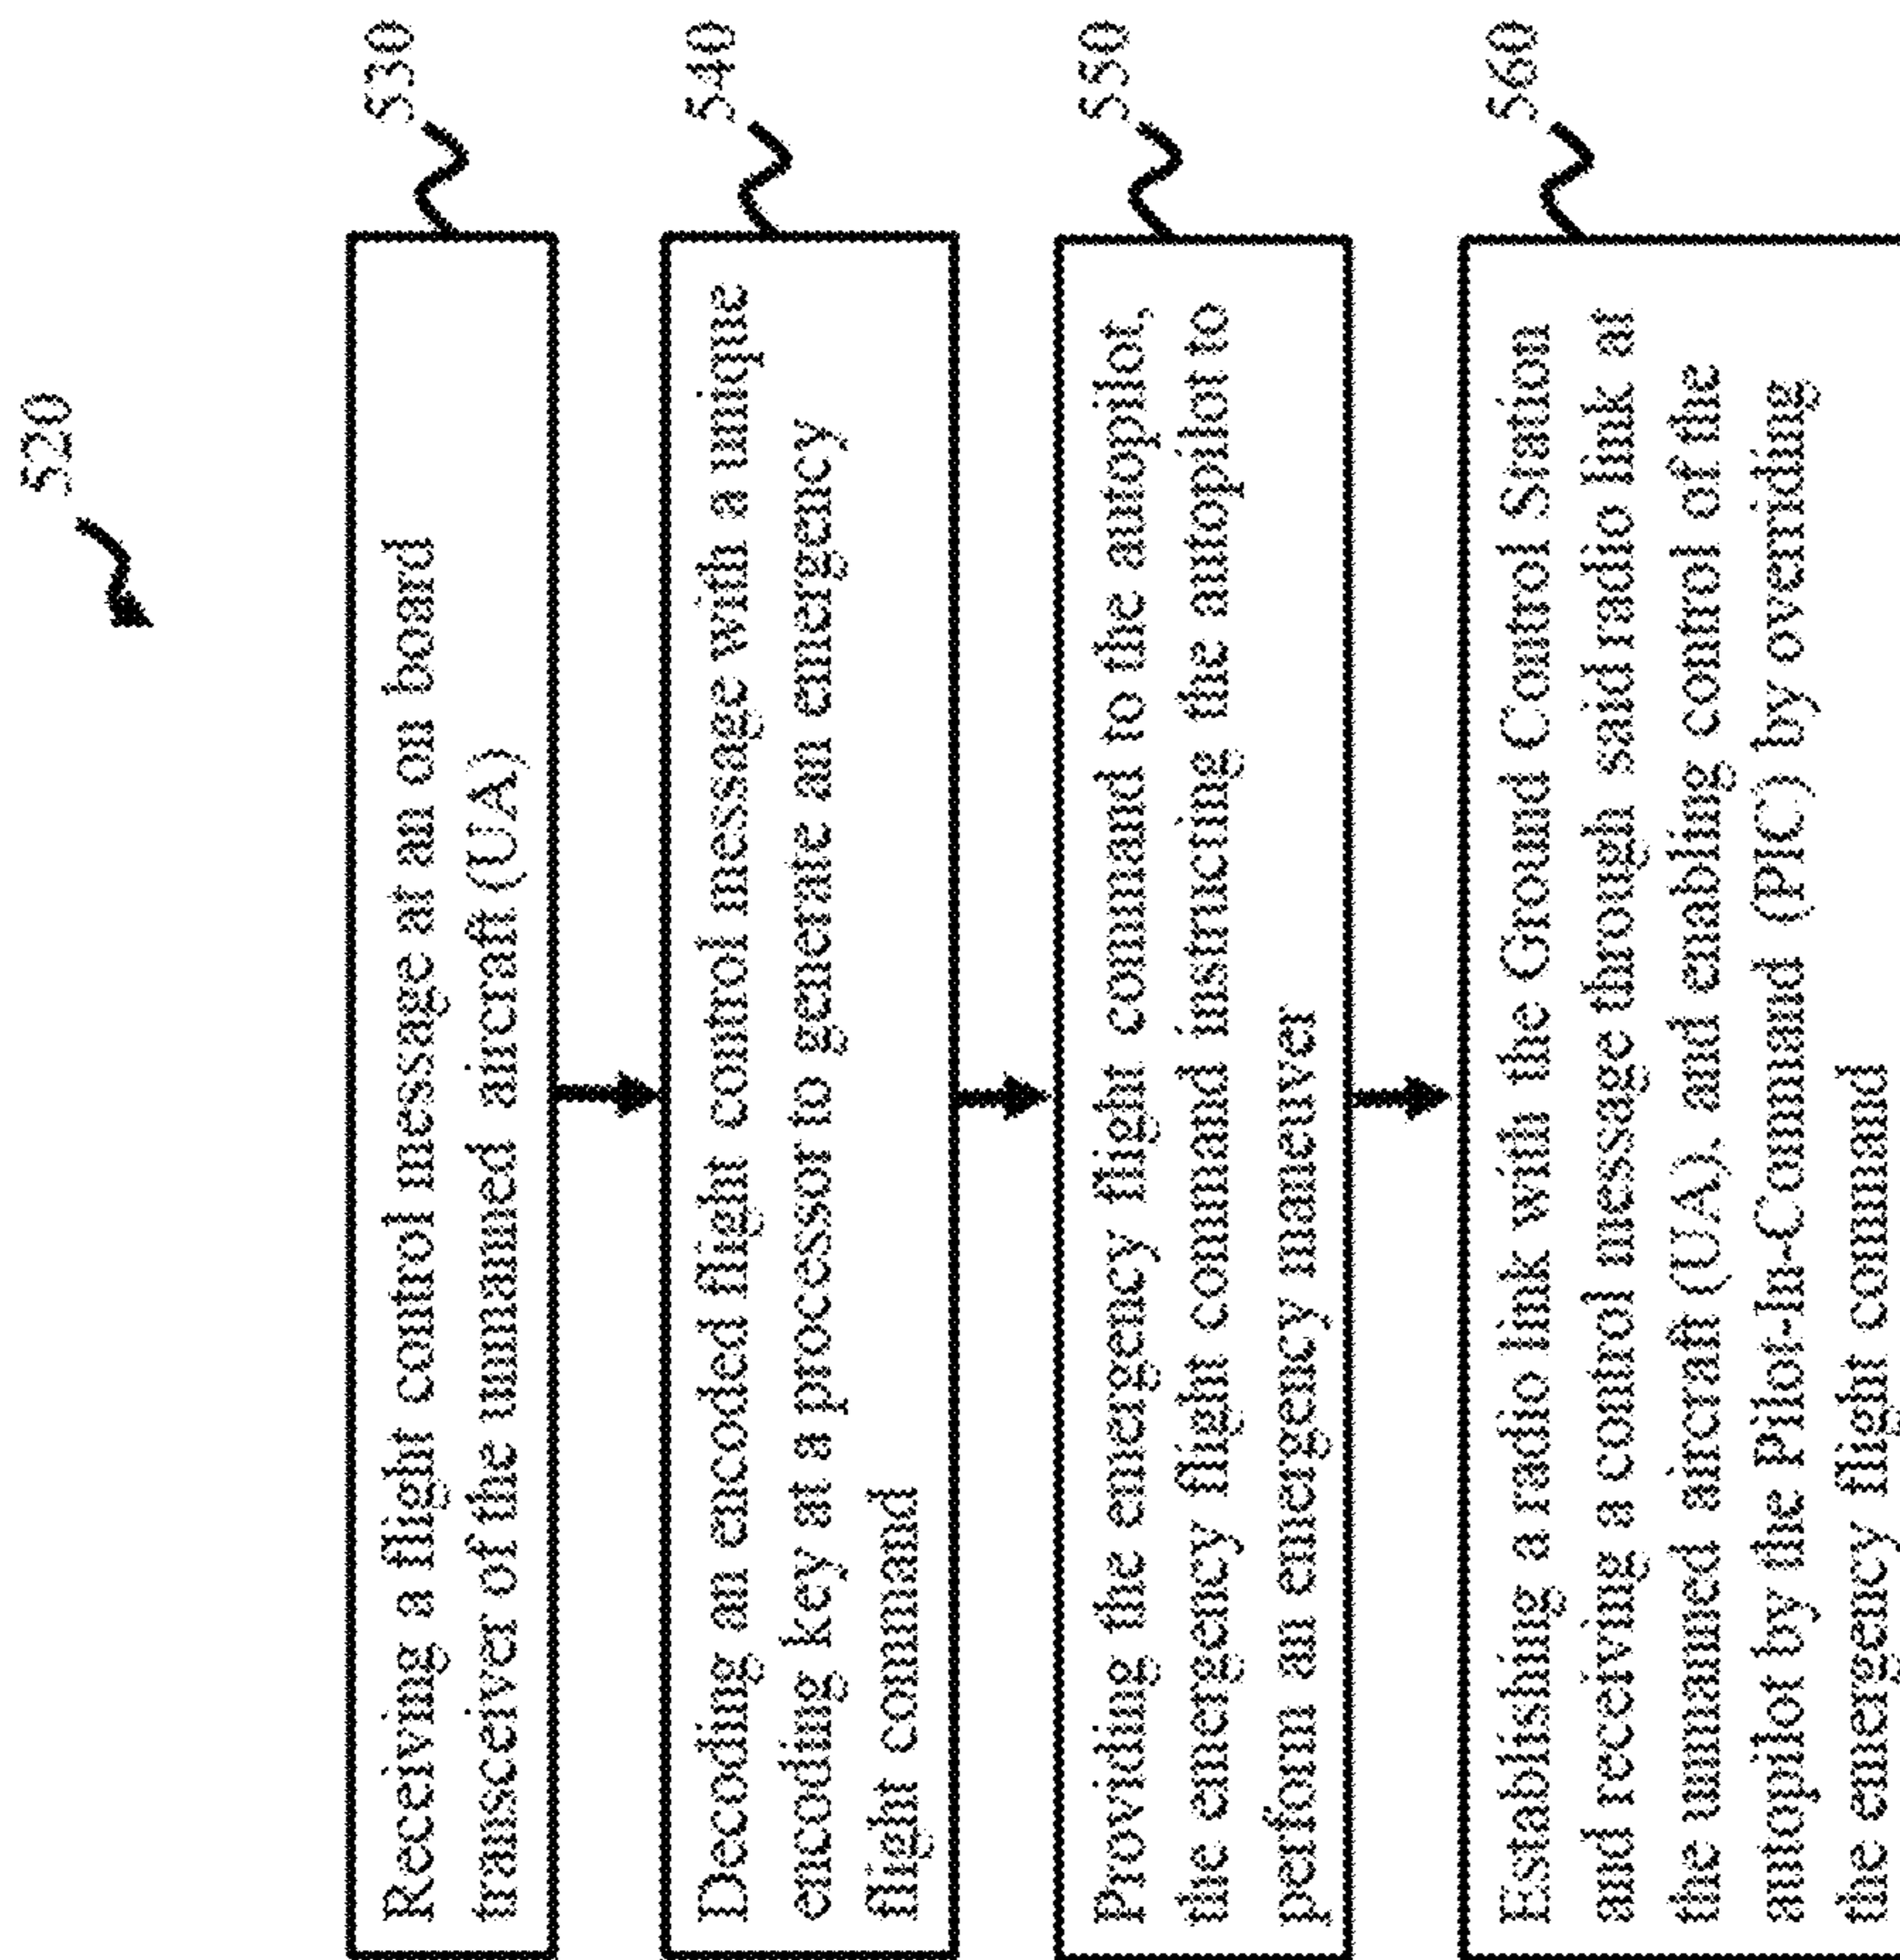 520
530
Receiving a flight control message at an on board
transceiver of the unmanned aircraft (UA)
540
Decoding an encoded flight control message with a unique
encoding key at a processor to generate an emergency
flight command
550
Providing the emergency flight command to the autopilot,
the emergency flight command instructing the autopilot to
perform an emergency maneuver
560
Establishing a radio link with the Ground Control Station
and receiving a control message through said radio link at
the unmanned aircraft (UA), and enabling control of the
autopilot by the Pilot-In-Command (PIC) by overriding
the emergency flight command